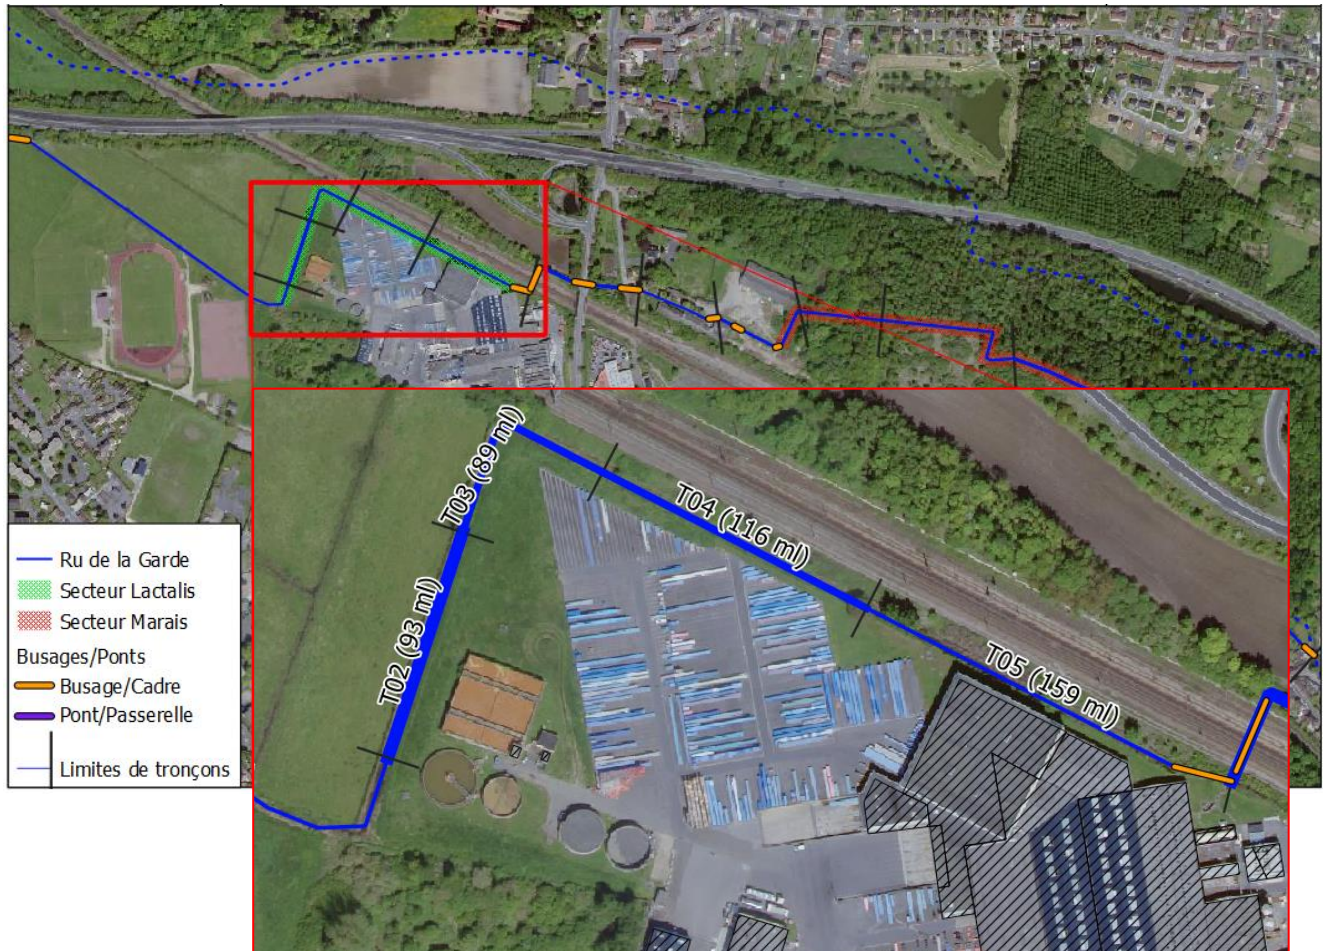 T03 (89 ml)
T04 (116 ml)
T02 (93 ml)
T05 (159 ml)
Ru de la Garde
Secteur Lactalis
Secteur Marais
Busages/Ponts
Busage/Cadre
Pont/Passerelle
Limites de tronçons